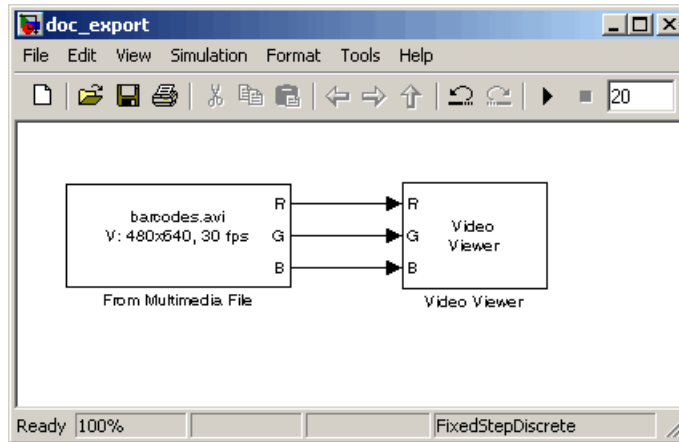 doc_export
File Edit View Simulation Format Tools Help
20
barcodes.avi
V: 480x640, 30 fps
R
G
B
R
G
B
Video
Viewer
From Multimedia File
Video Viewer
Ready 100% FixedStepDiscrete